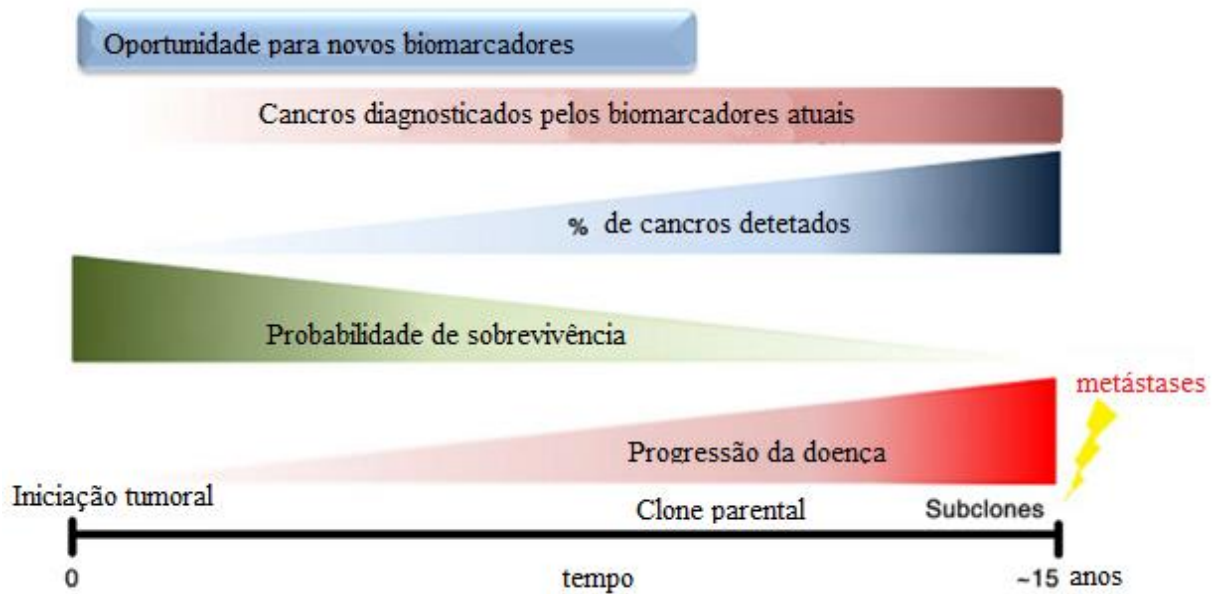 Oportunidade para novos biomarcadores
Cancros diagnosticados pelos biomarcadores atuais
% de cancros detetados
Probabilidade de sobrevivência
metástases
Progressão da doença
Iniciação tumoral
Clone parental
Subclones
0
tempo
~15 anos